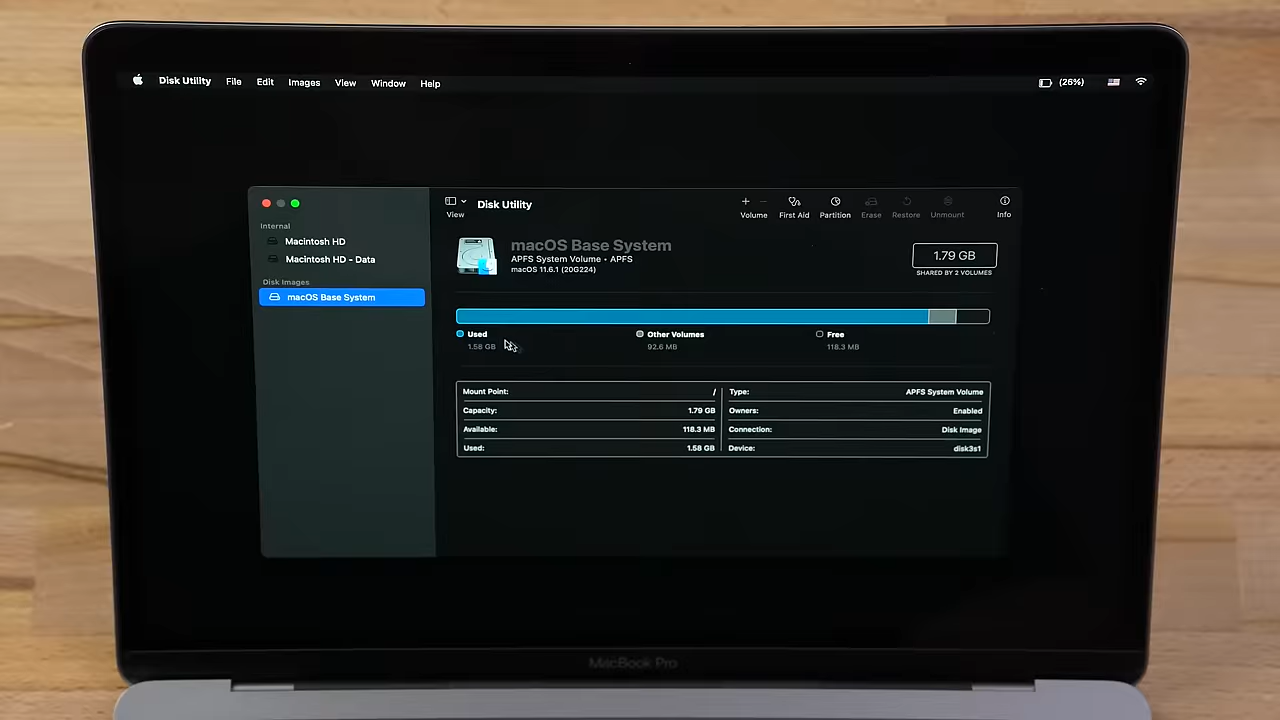 Disk Utility File Edit Images View Window Help (26%)
View Disk Utility Volume First Aid Partition Erase Restore Unmount Info
Internal
Macintosh HD
Macintosh HD - Data
Disk Images
macOS Base System
macOS Base System
APFS System Volume • APFS
macOS 11.6.1 (20G224)
1.79 GB
SHARED BY 2 VOLUMES
Used Other Volumes Free
1.58 GB 92.6 MB 118.3 MB
Mount Point: / Type: APFS System Volume
Capacity: 1.79 GB Owners: Enabled
Available: 118.3 MB Connection: Disk Image
Used: 1.58 GB Device: disk3s1
MacBook Pro